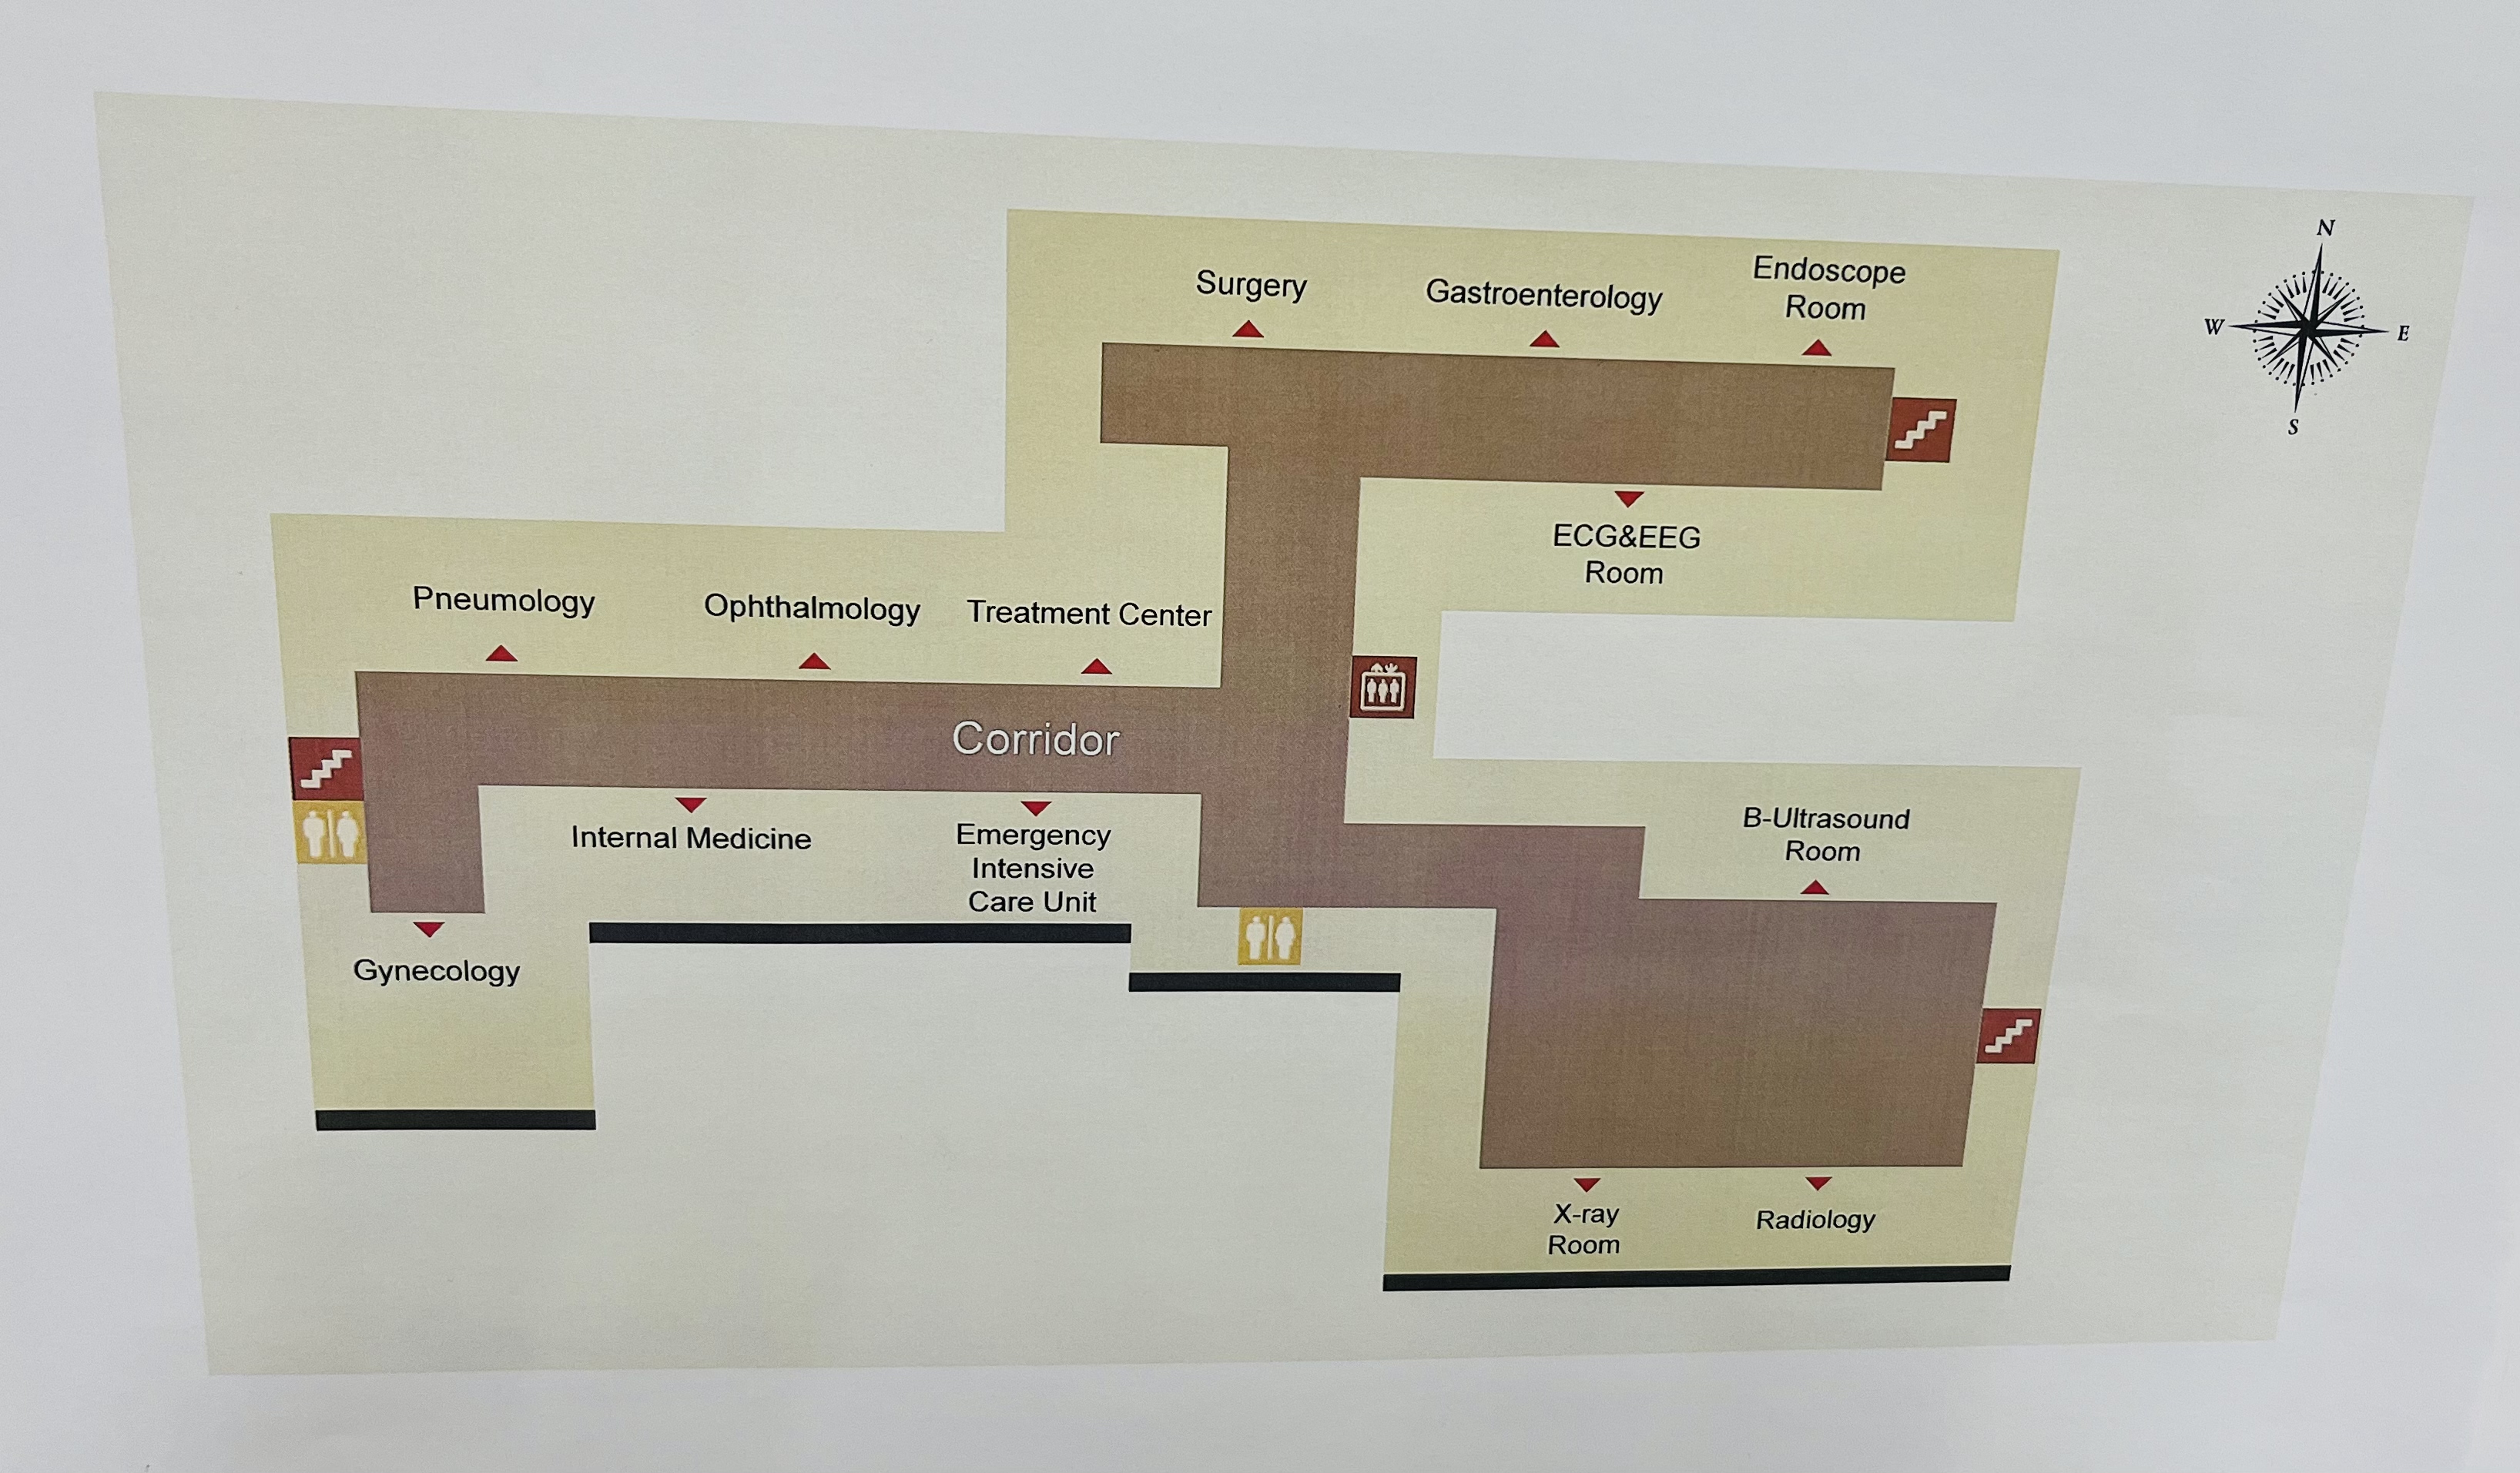 N
W
E
S
Surgery
Gastroenterology
Endoscope
Room
ECG&EEG
Room
Pneumology
Ophthalmology
Treatment Center
Corridor
Internal Medicine
Emergency
Intensive
Care Unit
Gynecology
B-Ultrasound
Room
X-ray
Room
Radiology